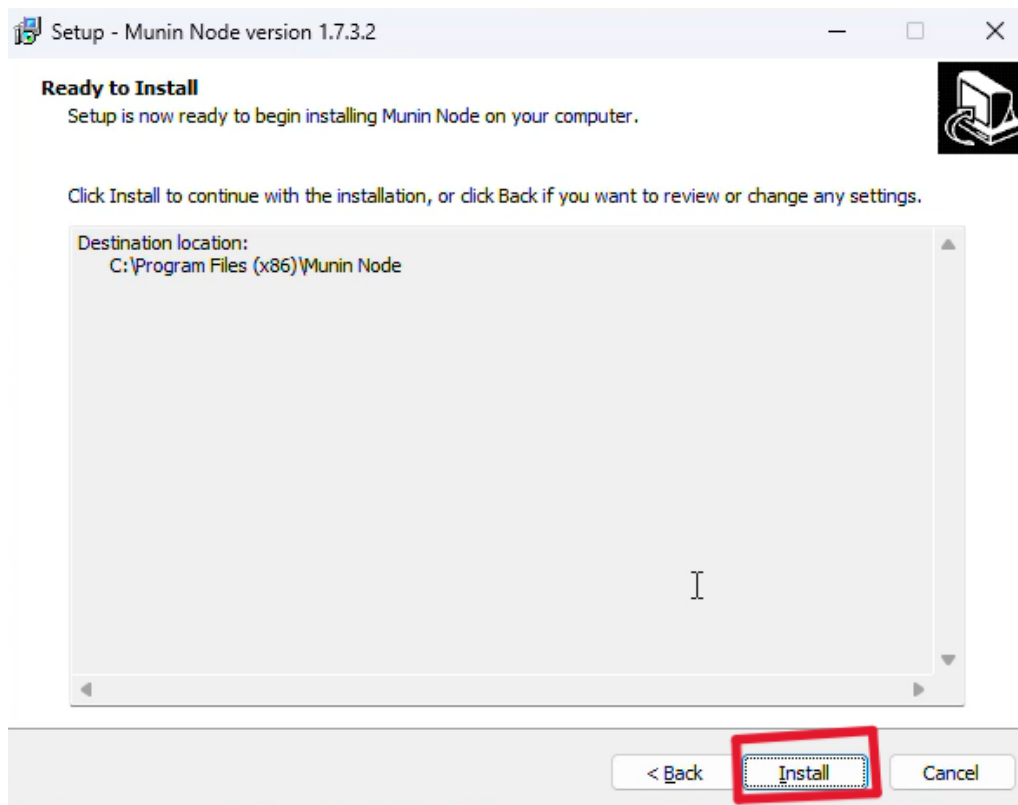 Setup - Munin Node version 1.7.3.2
Ready to Install
Setup is now ready to begin installing Munin Node on your computer.
Click Install to continue with the installation, or click Back if you want to review or change any settings.
Destination location:
C:\Program Files (x86)\Munin Node
< Back Install Cancel